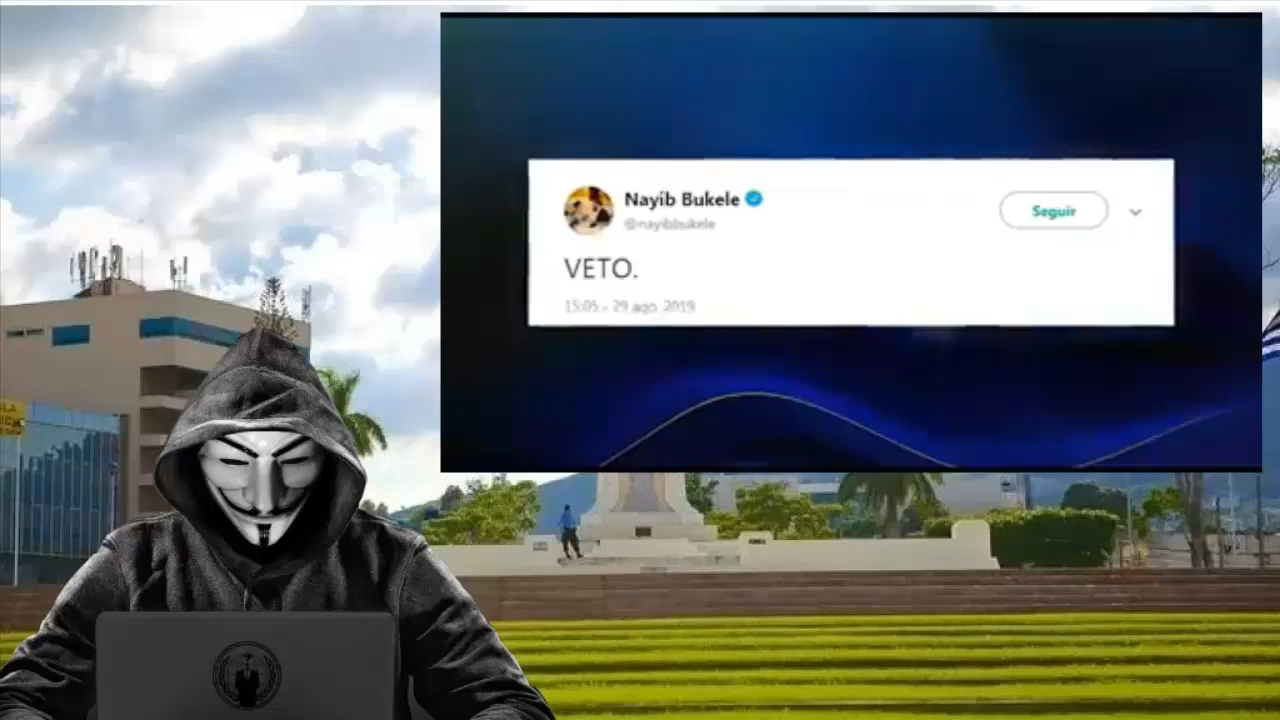 Nayib Bukele
@nayibbukele
Seguir
VETO.
15:05 - 29 ago. 2019